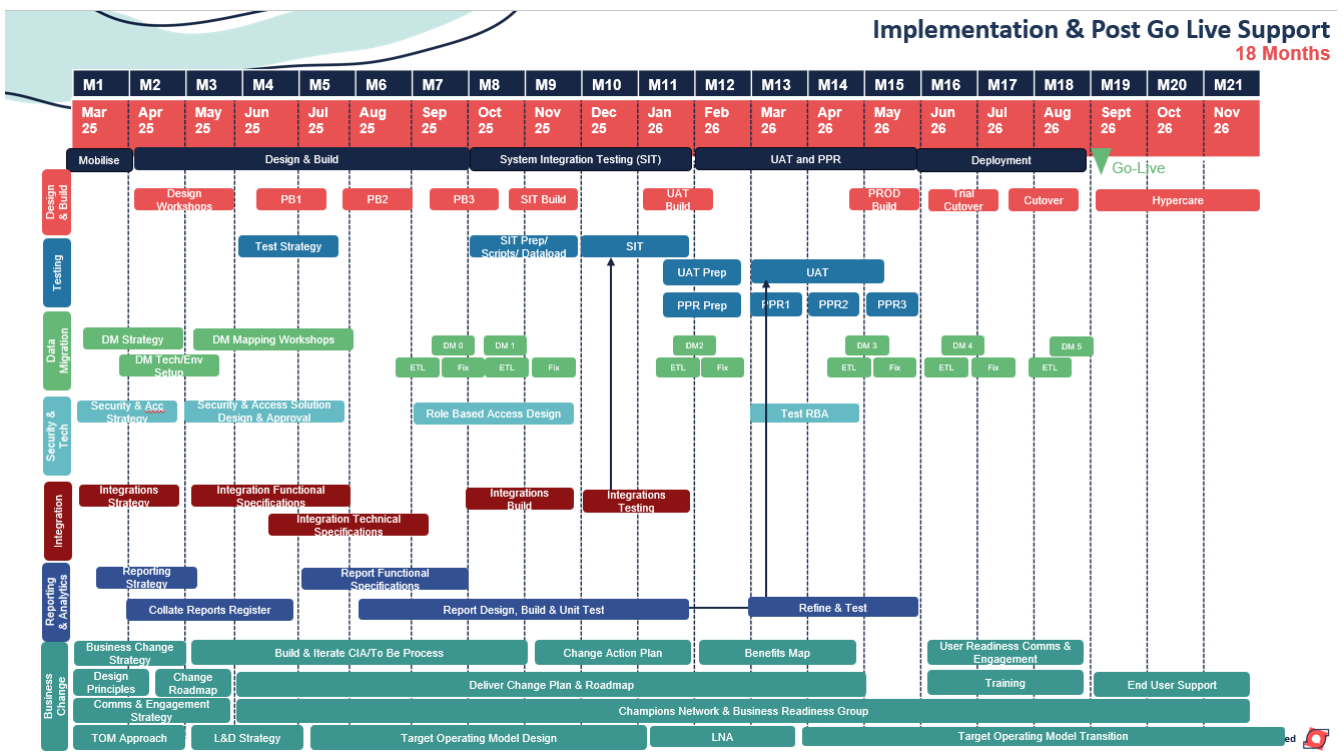 Implementation & Post Go Live Support
18 Months
M1 M2 M3 M4 M5 M6 M7 M8 M9 M10 M11 M12 M13 M14 M15 M16 M17 M18 M19 M20 M21
Mar Apr May Jun Jul Aug Sep Oct Nov Dec Jan Feb Mar Apr May Jun Jul Aug Sept Oct Nov
25 25 25 25 25 25 25 25 25 25 26 26 26 26 26 26 26 26 26 26 26
Mobilise Design & Build System Integration Testing (SIT) UAT and PPR Deployment
Go-Live
Design
& Build
Design
Workshops
PB1
PB2
PB3
SIT Build
UAT
Build
PROD
Build
Trial
Cutover
Cutover
Hypercare
Testing
Test Strategy
SIT Prep/
Scripts/ Dataload
SIT
UAT Prep
UAT
PPR Prep
PPR1
PPR2
PPR3
Data
Migration
DM Strategy
DM Mapping Workshops
DM 0
DM 1
DM2
DM 3
DM 4
DM 5
DM Tech/Env
Setup
ETL
Fix
ETL
Fix
ETL
Fix
ETL
Fix
ETL
Fix
ETL
Security &
Tech
Security & Acc
Strategy
Security & Access Solution
Design & Approval
Role Based Access Design
Test RBA
Integration
Integrations
Strategy
Integration Functional
Specifications
Integrations
Build
Integrations
Testing
Integration Technical
Specifications
Reporting
& Analytics
Reporting
Strategy
Report Functional
Specifications
Collate Reports Register
Report Design, Build & Unit Test
Refine & Test
Business
Change
Business Change
Strategy
Build & Iterate CIA/To Be Process
Change Action Plan
Benefits Map
User Readiness Comms &
Engagement
Design
Principles
Change
Roadmap
Deliver Change Plan & Roadmap
Training
End User Support
Comms & Engagement
Strategy
Champions Network & Business Readiness Group
TOM Approach
L&D Strategy
Target Operating Model Design
LNA
Target Operating Model Transition
ed